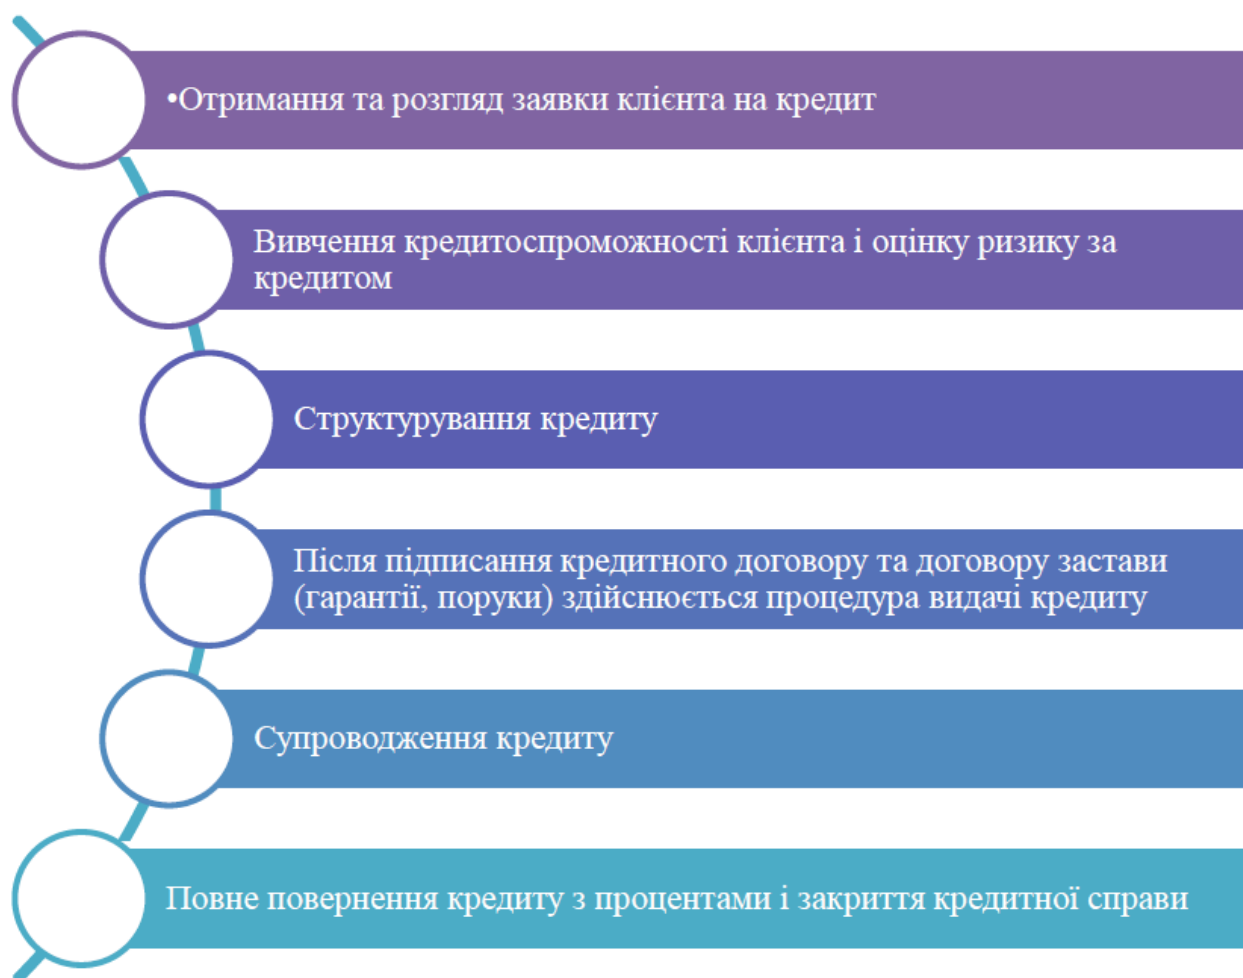 •Отримання та розгляд заявки клієнта на кредит
Вивчення кредитоспроможності клієнта і оцінку ризику за
кредитом
Структурування кредиту
Після підписання кредитного договору та договору застави
(гарантії, поруки) здійснюється процедура видачі кредиту
Супроводження кредиту
Повне повернення кредиту з процентами і закриття кредитної справи